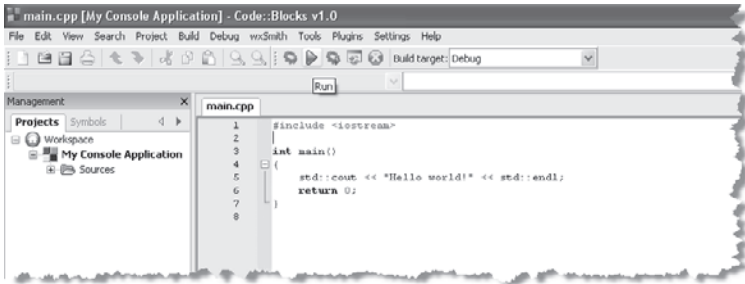 main.cpp [My Console Application] - Code::Blocks v1.0
File Edit View Search Project Build Debug wxSmith Tools Plugins Settings Help
Build target: Debug
Run
Management
main.cpp
Projects Symbols
Workspace
My Console Application
Sources
1 #include <iostream>
2
3 int main()
4 {
5 std::cout << "Hello world!" << std::endl;
6 return 0;
7 }
8